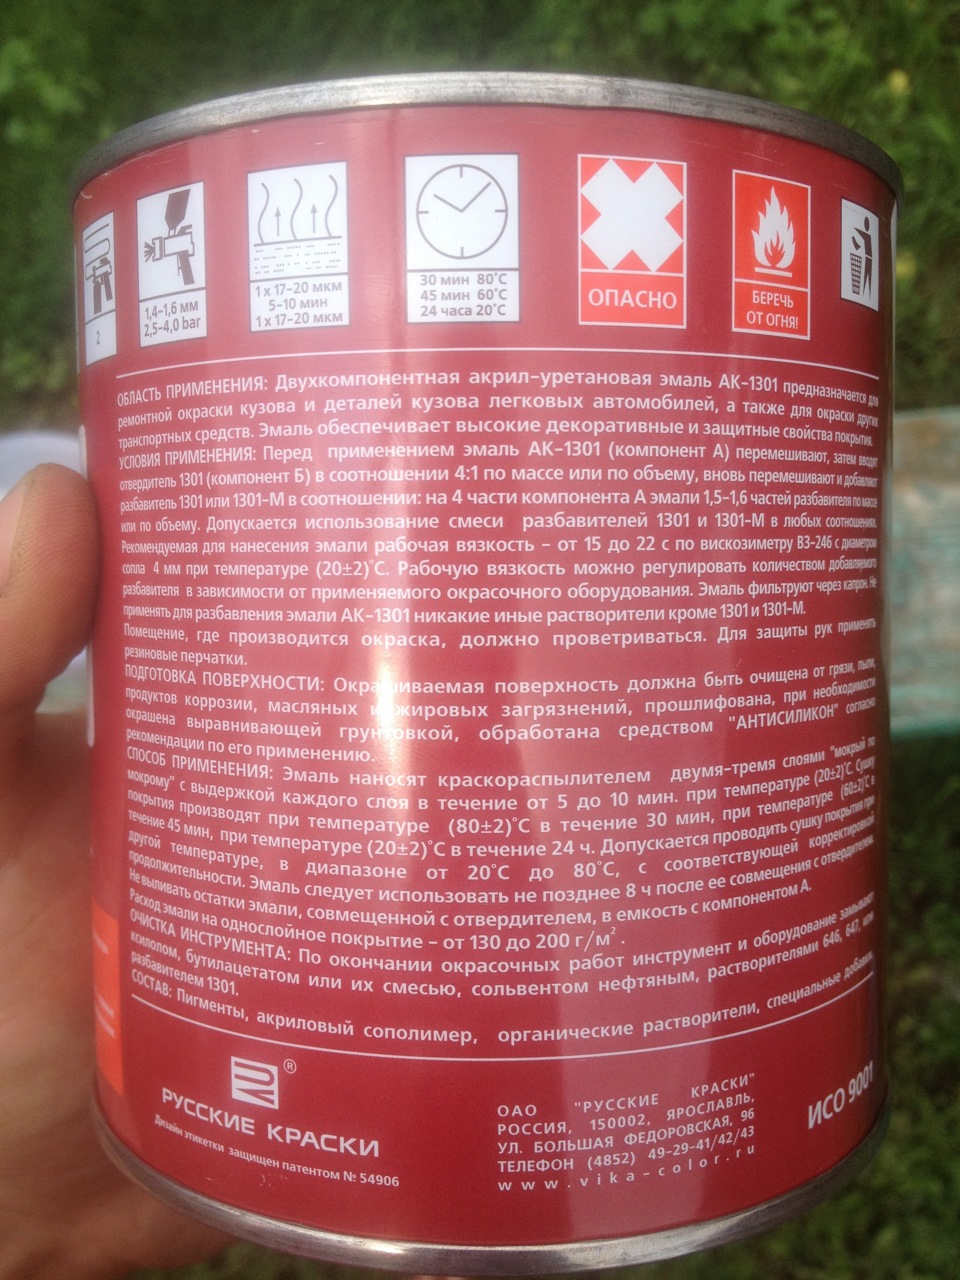 2
1,4-1,6 мм
2,5-4,0 bar
1 x 17-20 мкм
5-10 мин
1 x 17-20 мкм
30 мин 80°C
45 мин 60°C
24 часа 20°C
ОПАСНО
БЕРЕЧЬ
ОТ ОГНЯ!
ОБЛАСТЬ ПРИМЕНЕНИЯ: Двухкомпонентная акрил-уретановая эмаль АК-1301 предназначается для
ремонтной окраски кузова и деталей кузова легковых автомобилей, а также для окраски других
транспортных средств. Эмаль обеспечивает высокие декоративные и защитные свойства покрытия.
УСЛОВИЯ ПРИМЕНЕНИЯ: Перед применением эмаль АК-1301 (компонент А) перемешивают, затем вводят
отвердитель 1301 (компонент Б) в соотношении 4:1 по массе или по объему, вновь перемешивают и добавляют
разбавитель 1301 или 1301-М в соотношении: на 4 части компонента А эмали 1,5-1,6 частей разбавителя по массе
или по объему. Допускается использование смеси разбавителей 1301 и 1301-М в любых соотношениях.
Рекомендуемая для нанесения эмали рабочая вязкость - от 15 до 22 с по вискозиметру ВЗ-246 с диаметром
сопла 4 мм при температуре (20±2)°С. Рабочую вязкость можно регулировать количеством добавляемого
разбавителя в зависимости от применяемого окрасочного оборудования. Эмаль фильтруют через капрон. Не
применять для разбавления эмали АК-1301 никакие иные растворители кроме 1301 и 1301-М.
Помещение, где производится окраска, должно проветриваться. Для защиты рук применять
резиновые перчатки.
ПОДГОТОВКА ПОВЕРХНОСТИ: Окрашиваемая поверхность должна быть очищена от грязи, пыли,
продуктов коррозии, масляных и жировых загрязнений, прошлифована, при необходимости
окрашена выравнивающей грунтовкой, обработана средством "АНТИСИЛИКОН" согласно
рекомендации по его применению.
СПОСОБ ПРИМЕНЕНИЯ: Эмаль наносят краскораспылителем двумя-тремя слоями "мокрый по
мокрому" с выдержкой каждого слоя в течение от 5 до 10 мин. при температуре (20±2)°С. Сушку
покрытия производят при температуре (80±2)°С в течение 30 мин, при температуре (60±2)°С в
течение 45 мин, при температуре (20±2)°С в течение 24 ч. Допускается проводить сушку покрытия при
другой температуре, в диапазоне от 20°С до 80°С, с соответствующей корректировкой
продолжительности. Эмаль следует использовать не позднее 8 ч после ее совмещения с отвердителем.
Не выливать остатки эмали, совмещенной с отвердителем, в емкость с компонентом А.
Расход эмали на однослойное покрытие - от 130 до 200 г/м².
ОЧИСТКА ИНСТРУМЕНТА: По окончании окрасочных работ инструмент и оборудование замывают
ксилолом, бутилацетатом или их смесью, сольвентом нефтяным, растворителями 646, 647, или
разбавителем 1301.
СОСТАВ: Пигменты, акриловый сополимер, органические растворители, специальные добавки.
®
РУССКИЕ КРАСКИ
Дизайн этикетки защищен патентом № 54906
ОАО "РУССКИЕ КРАСКИ"
РОССИЯ, 150002, ЯРОСЛАВЛЬ,
УЛ. БОЛЬШАЯ ФЕДОРОВСКАЯ, 96
ТЕЛЕФОН (4852) 49-29-41/42/43
www.vika-color.ru
ИСО 9001